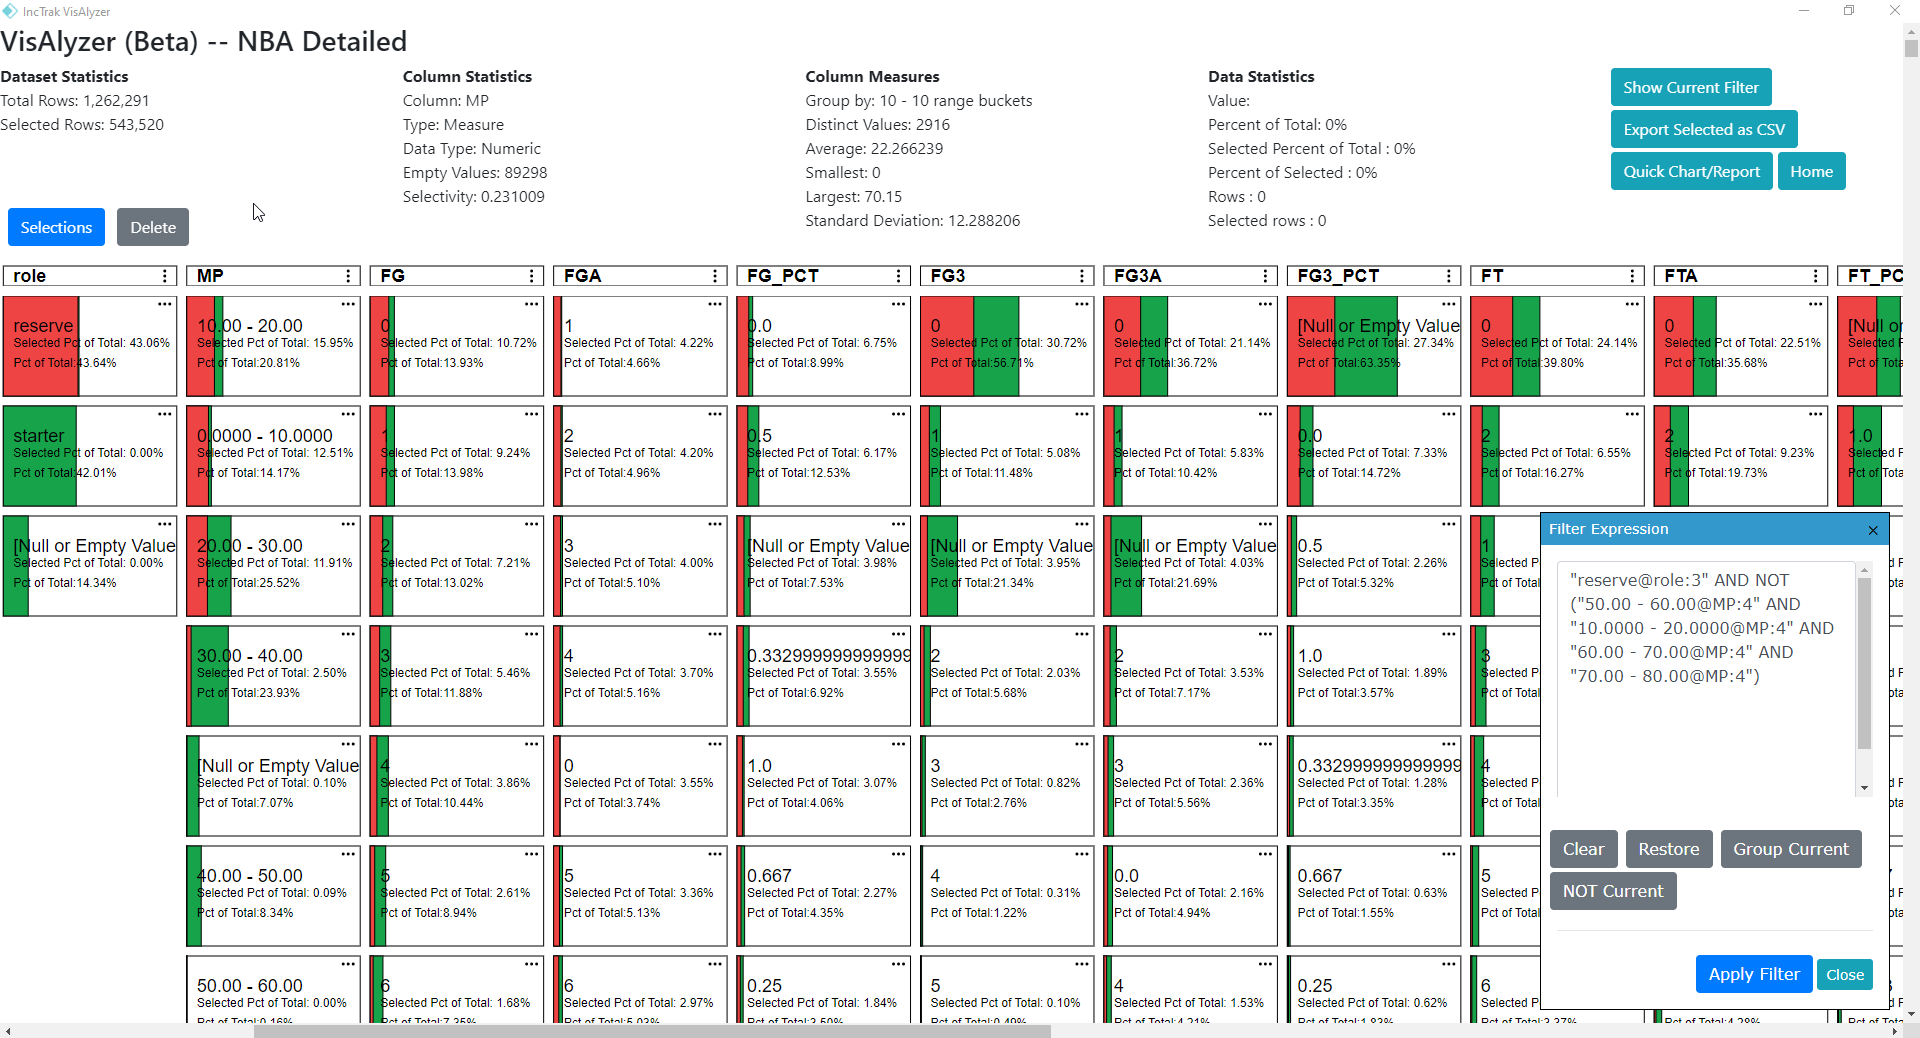 IncTrak VisAlyzer
VisAlyzer (Beta) -- NBA Detailed
Dataset Statistics
Total Rows: 1,262,291
Selected Rows: 543,520
Column Statistics
Column: MP
Type: Measure
Data Type: Numeric
Empty Values: 89298
Selectivity: 0.231009
Column Measures
Group by: 10 - 10 range buckets
Distinct Values: 2916
Average: 22.266239
Smallest: 0
Largest: 70.15
Standard Deviation: 12.288206
Data Statistics
Value:
Percent of Total: 0%
Selected Percent of Total : 0%
Percent of Selected : 0%
Rows : 0
Selected rows : 0
Show Current Filter
Export Selected as CSV
Quick Chart/Report Home
Selections Delete
role
reserve
Selected Pct of Total: 43.06%
Pct of Total:43.64%
starter
Selected Pct of Total: 0.00%
Pct of Total:42.01%
[Null or Empty Value
Selected Pct of Total: 0.00%
Pct of Total:14.34%
MP
10.00 - 20.00
Selected Pct of Total: 15.95%
Pct of Total:20.81%
0.0000 - 10.0000
Selected Pct of Total: 12.51%
Pct of Total:14.17%
20.00 - 30.00
Selected Pct of Total: 11.91%
Pct of Total:25.52%
30.00 - 40.00
Selected Pct of Total: 2.50%
Pct of Total:23.93%
[Null or Empty Value
Selected Pct of Total: 0.10%
Pct of Total:7.07%
40.00 - 50.00
Selected Pct of Total: 0.09%
Pct of Total:8.34%
50.00 - 60.00
Selected Pct of Total: 0.00%
Pct of Total:0.16%
FG
0
Selected Pct of Total: 10.72%
Pct of Total:13.93%
1
Selected Pct of Total: 9.24%
Pct of Total:13.98%
2
Selected Pct of Total: 7.21%
Pct of Total:13.02%
3
Selected Pct of Total: 5.46%
Pct of Total:11.88%
4
Selected Pct of Total: 3.86%
Pct of Total:10.44%
5
Selected Pct of Total: 2.61%
Pct of Total:8.94%
6
Selected Pct of Total: 1.68%
Pct of Total:7.35%
FGA
1
Selected Pct of Total: 4.22%
Pct of Total:4.66%
2
Selected Pct of Total: 4.20%
Pct of Total:4.96%
3
Selected Pct of Total: 4.00%
Pct of Total:5.10%
4
Selected Pct of Total: 3.70%
Pct of Total:5.16%
0
Selected Pct of Total: 3.55%
Pct of Total:3.74%
5
Selected Pct of Total: 3.36%
Pct of Total:5.13%
6
Selected Pct of Total: 2.97%
Pct of Total:5.03%
FG_PCT
0.0
Selected Pct of Total: 6.75%
Pct of Total:8.99%
0.5
Selected Pct of Total: 6.17%
Pct of Total:12.53%
[Null or Empty Value
Selected Pct of Total: 3.98%
Pct of Total:7.53%
0.332999999999999
Selected Pct of Total: 3.55%
Pct of Total:6.92%
1.0
Selected Pct of Total: 3.07%
Pct of Total:4.06%
0.667
Selected Pct of Total: 2.27%
Pct of Total:4.35%
0.25
Selected Pct of Total: 1.84%
Pct of Total:3.50%
FG3
0
Selected Pct of Total: 30.72%
Pct of Total:56.71%
1
Selected Pct of Total: 5.08%
Pct of Total:11.48%
[Null or Empty Value
Selected Pct of Total: 3.95%
Pct of Total:21.34%
2
Selected Pct of Total: 2.03%
Pct of Total:5.68%
3
Selected Pct of Total: 0.82%
Pct of Total:2.76%
4
Selected Pct of Total: 0.31%
Pct of Total:1.22%
5
Selected Pct of Total: 0.10%
Pct of Total:0.49%
FG3A
0
Selected Pct of Total: 21.14%
Pct of Total:36.72%
1
Selected Pct of Total: 5.83%
Pct of Total:10.42%
[Null or Empty Value
Selected Pct of Total: 4.03%
Pct of Total:21.69%
2
Selected Pct of Total: 3.53%
Pct of Total:7.17%
3
Selected Pct of Total: 2.36%
Pct of Total:5.56%
0.0
Selected Pct of Total: 2.16%
Pct of Total:4.94%
4
Selected Pct of Total: 1.53%
Pct of Total:4.21%
FG3_PCT
[Null or Empty Value
Selected Pct of Total: 27.34%
Pct of Total:63.35%
0.0
Selected Pct of Total: 7.33%
Pct of Total:14.72%
0.5
Selected Pct of Total: 2.26%
Pct of Total:5.32%
1.0
Selected Pct of Total: 1.89%
Pct of Total:3.57%
0.332999999999999
Selected Pct of Total: 1.28%
Pct of Total:3.35%
0.667
Selected Pct of Total: 0.63%
Pct of Total:1.55%
0.25
Selected Pct of Total: 0.62%
Pct of Total:1.83%
FT
0
Selected Pct of Total: 24.14%
Pct of Total:39.80%
2
Selected Pct of Total: 6.55%
Pct of Total:16.27%
1
Selected P
Pct of Total
3
Selected P
Pct of Total
4
Selected P
Pct of Total
5
Selected P
Pct of Total
6
Selected P
Pct of Total:3.37%
FTA
0
Selected Pct of Total: 22.51%
Pct of Total:35.68%
2
Selected Pct of Total: 9.23%
Pct of Total:19.73%
Pct of Total:4.28%
FT_PC
[Null or
Selected P
Pct of Tota
1.0
Selected P
Pct of Tota
Filter Expression
"reserve@role:3" AND NOT
("50.00 - 60.00@MP:4" AND
"10.0000 - 20.0000@MP:4" AND
"60.00 - 70.00@MP:4" AND
"70.00 - 80.00@MP:4")
Clear Restore Group Current
NOT Current
Apply Filter Close